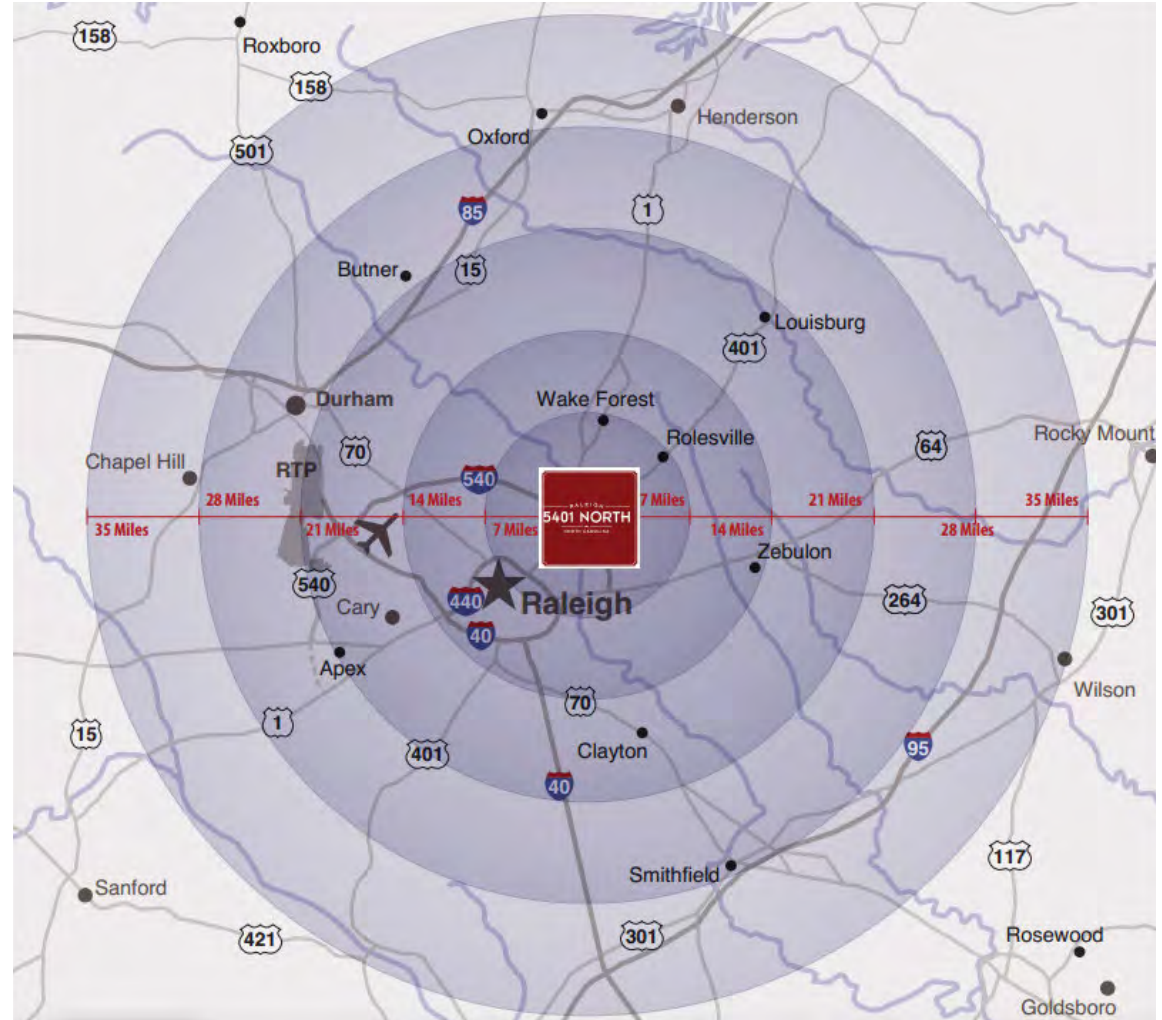 158
Roxboro
158
Henderson
Oxford
501
85
1
Butner
15
Louisburg
401
Wake Forest
Durham
Rolesville
70
64
Rocky Mount
Chapel Hill
RTP
540
RALEIGH
5401 NORTH
NORTH CAROLINA
28 Miles
14 Miles
7 Miles
21 Miles
35 Miles
35 Miles
21 Miles
7 Miles
14 Miles
28 Miles
Zebulon
540
440
Raleigh
264
Cary
301
40
Apex
Wilson
1
70
15
401
Clayton
95
40
Smithfield
117
Sanford
421
301
Rosewood
Goldsboro